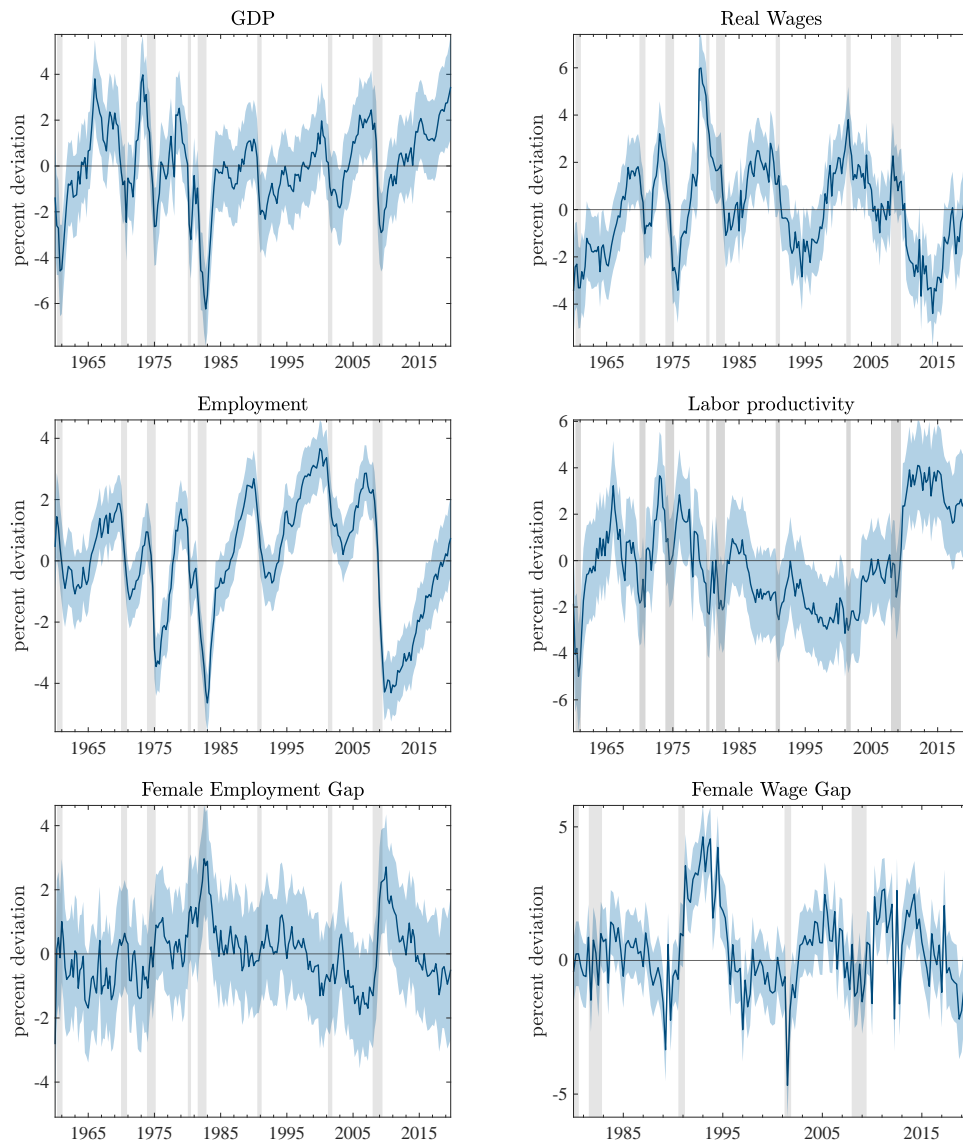 GDP
percent deviation
4
2
0
-2
-4
-6
1965 1975 1985 1995 2005 2015
Real Wages
percent deviation
6
4
2
0
-2
-4
1965 1975 1985 1995 2005 2015
Employment
percent deviation
4
2
0
-2
-4
1965 1975 1985 1995 2005 2015
Labor productivity
percent deviation
6
4
2
0
-2
-4
-6
1965 1975 1985 1995 2005 2015
Female Employment Gap
percent deviation
4
2
0
-2
-4
1965 1975 1985 1995 2005 2015
Female Wage Gap
percent deviation
5
0
-5
1985 1995 2005 2015